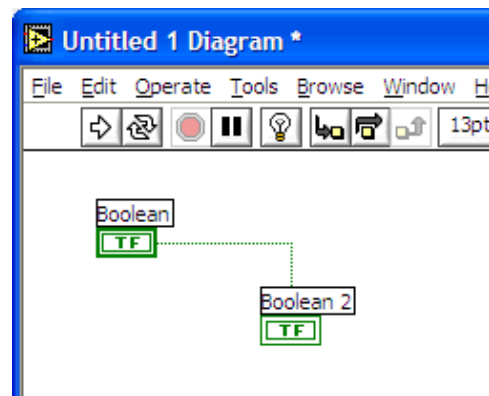 Untitled 1 Diagram *
File Edit Operate Tools Browse Window H
13pt
Boolean
TF
Boolean 2
TF